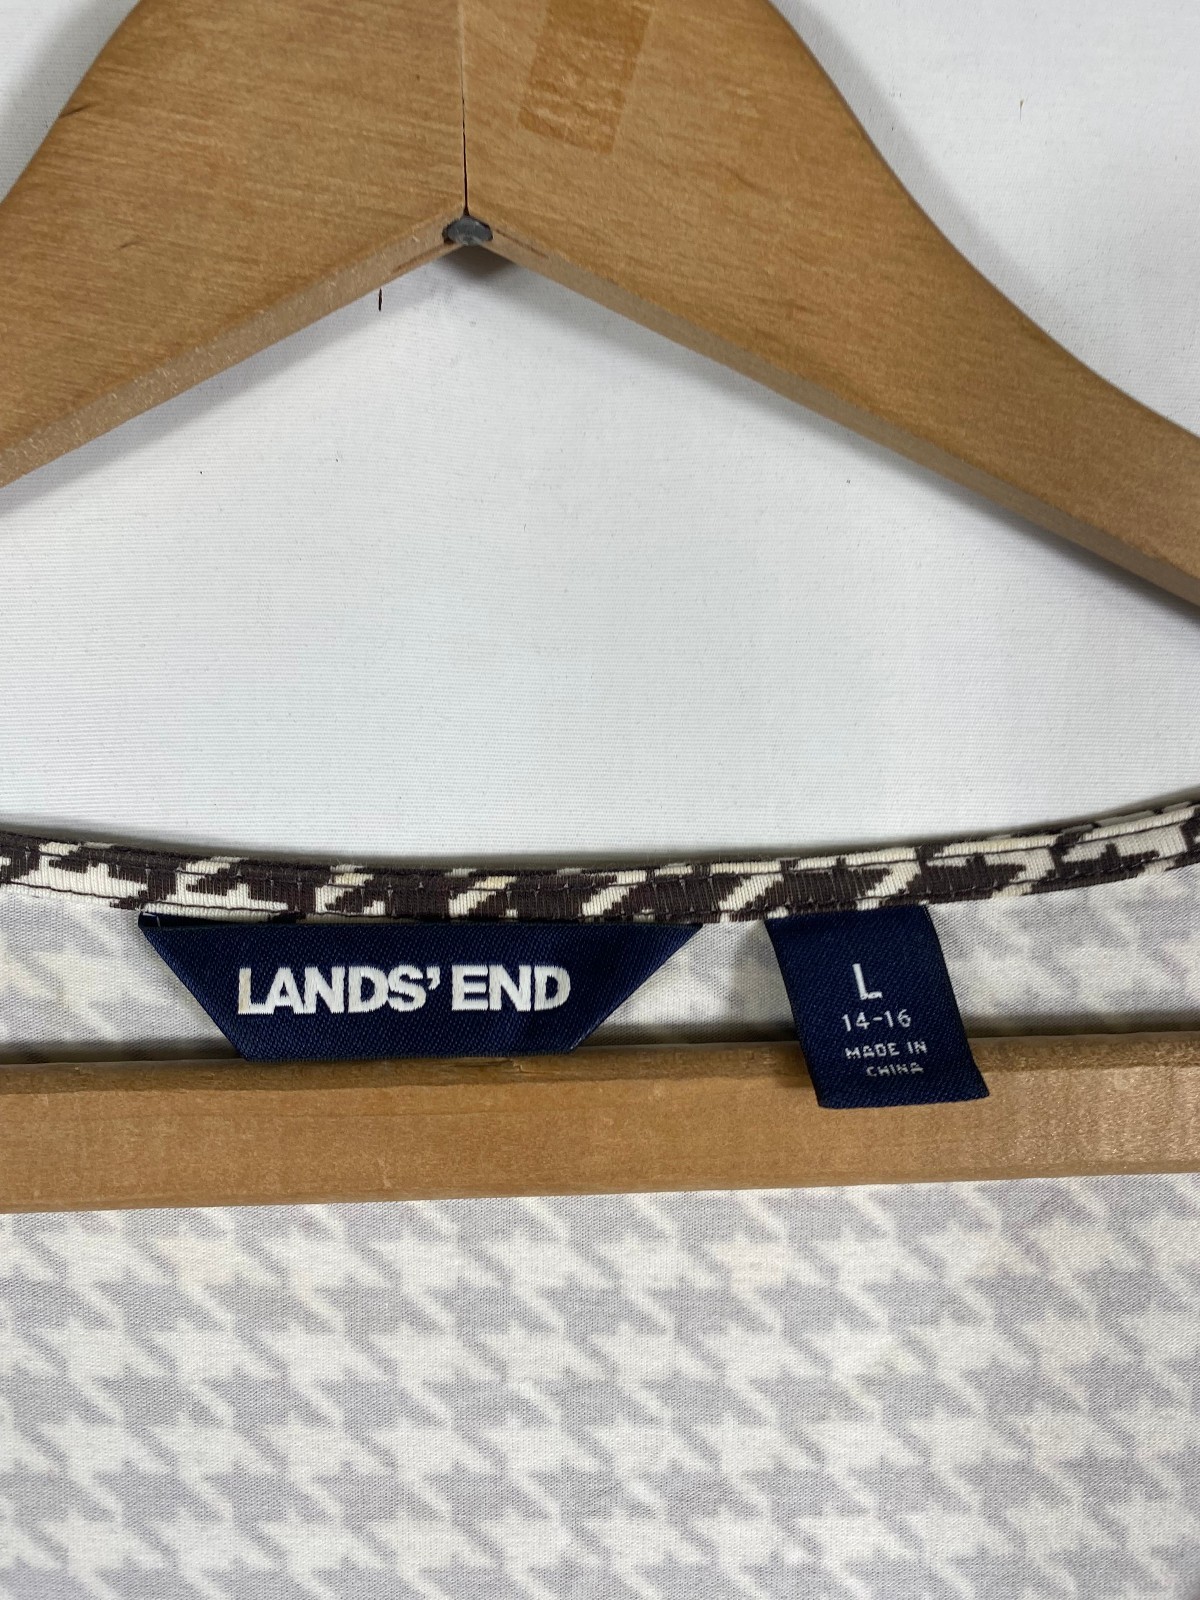 LANDS' END
L
14-16
MADE IN
CHINA